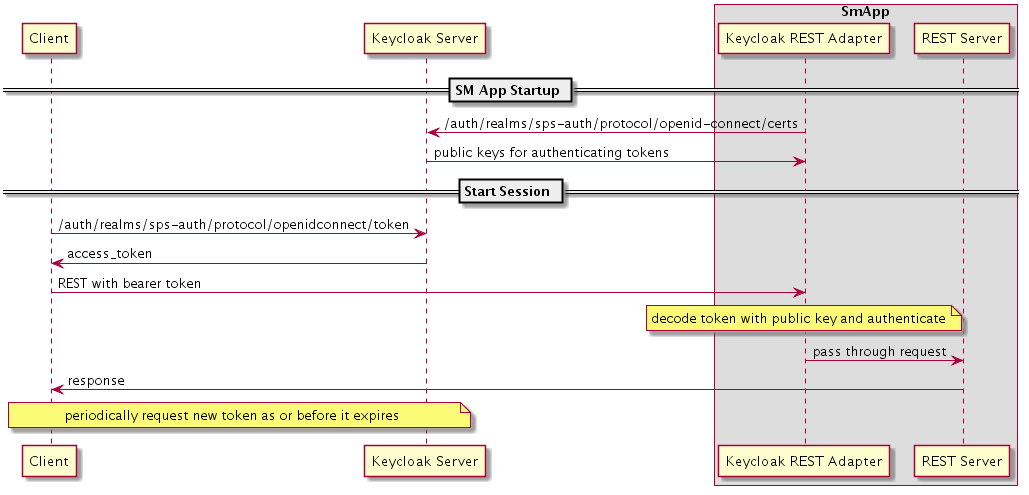 SmApp
Client
Keycloak Server
Keycloak REST Adapter
REST Server
SM App Startup
/auth/realms/sps-auth/protocol/openid-connect/certs
public keys for authenticating tokens
Start Session
/auth/realms/sps-auth/protocol/openidconnect/token
access_token
REST with bearer token
decode token with public key and authenticate
pass through request
response
periodically request new token as or before it expires
Client
Keycloak Server
Keycloak REST Adapter
REST Server